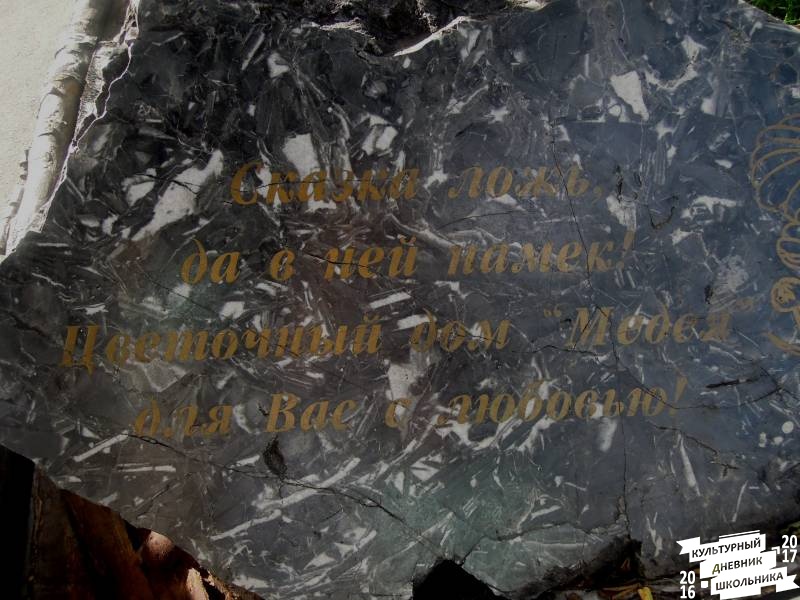 Сказка ложь,
да в ней намек!
Цветочный дом "Медея"
для Вас с любовью!
КУЛЬТУРНЫЙ
ДНЕВНИК
ШКОЛЬНИКА
2016
2017